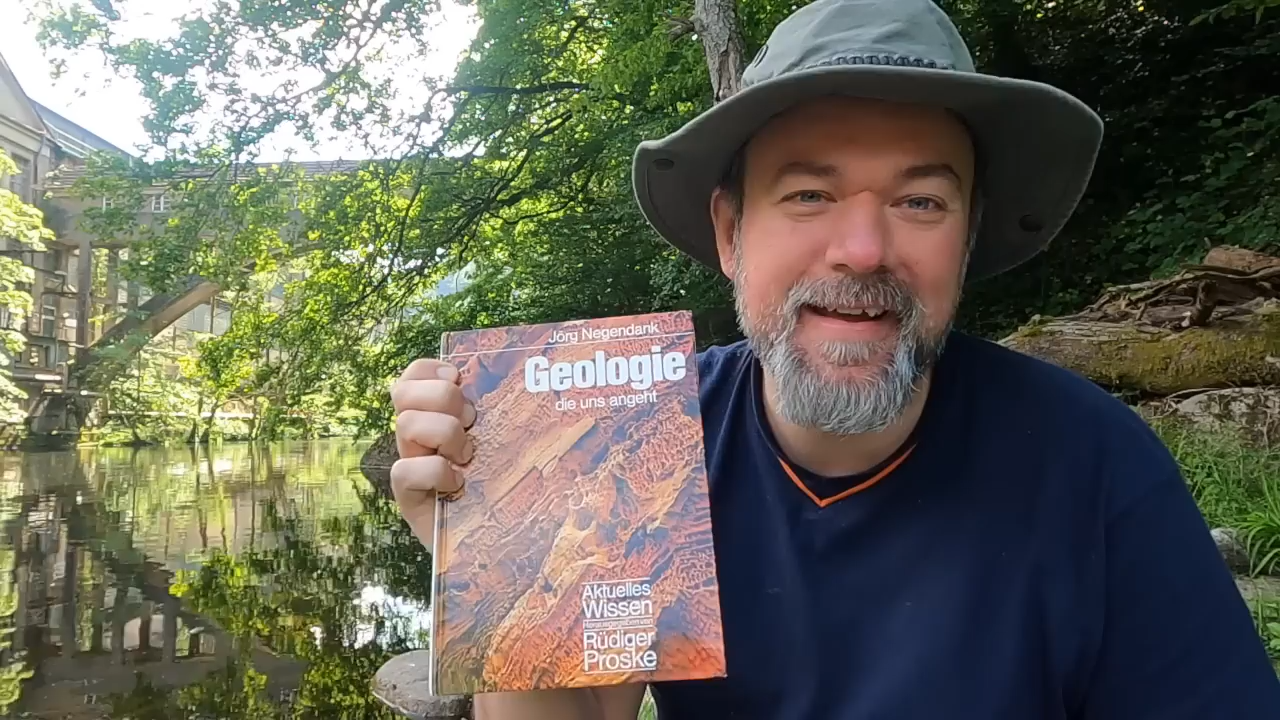 Jörg Negendank
Geologie
die uns angeht
Aktuelles
Wissen
Herausgegeben von
Rüdiger
Proske